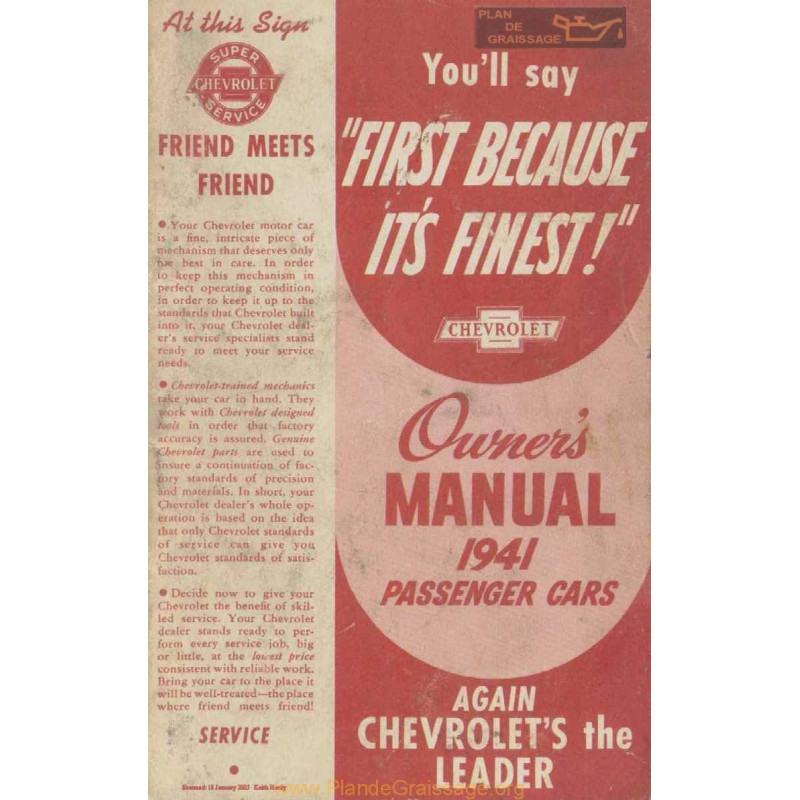 At this Sign
SUPER
CHEVROLET
SERVICE
FRIEND MEETS
FRIEND
• Your Chevrolet motor car
is a fine, intricate piece of
mechanism that deserves only
the best in care. In order
to keep this mechanism in
perfect operating condition,
in order to keep it up to the
standards that Chevrolet built
into it, your Chevrolet deal-
er's service specialists stand
ready to meet your service
needs.
• Chevrolet-trained mechanics
take your car in hand. They
work with Chevrolet designed
tools in order that factory
accuracy is assured. Genuine
Chevrolet parts are used to
insure a continuation of fac-
tory standards of precision
and materials. In short, your
Chevrolet dealer's whole op-
eration is based on the idea
that only Chevrolet standards
of service can give you
Chevrolet standards of satis-
faction.
• Decide now to give your
Chevrolet the benefit of skil-
led service. Your Chevrolet
dealer stands ready to per-
form every service job, big
or little, at the lowest price
consistent with reliable work.
Bring your car to the place it
will be well-treated—the place
where friend meets friend!
SERVICE
Scanned: 18 January 2003 Keith Hardy
PLAN
DE
GRAISSAGE
You'll say
"FIRST BECAUSE
IT'S FINEST!"
CHEVROLET
Owner's
MANUAL
1941
PASSENGER CARS
AGAIN
CHEVROLET'S the
LEADER
www.PlandeGraissage.org